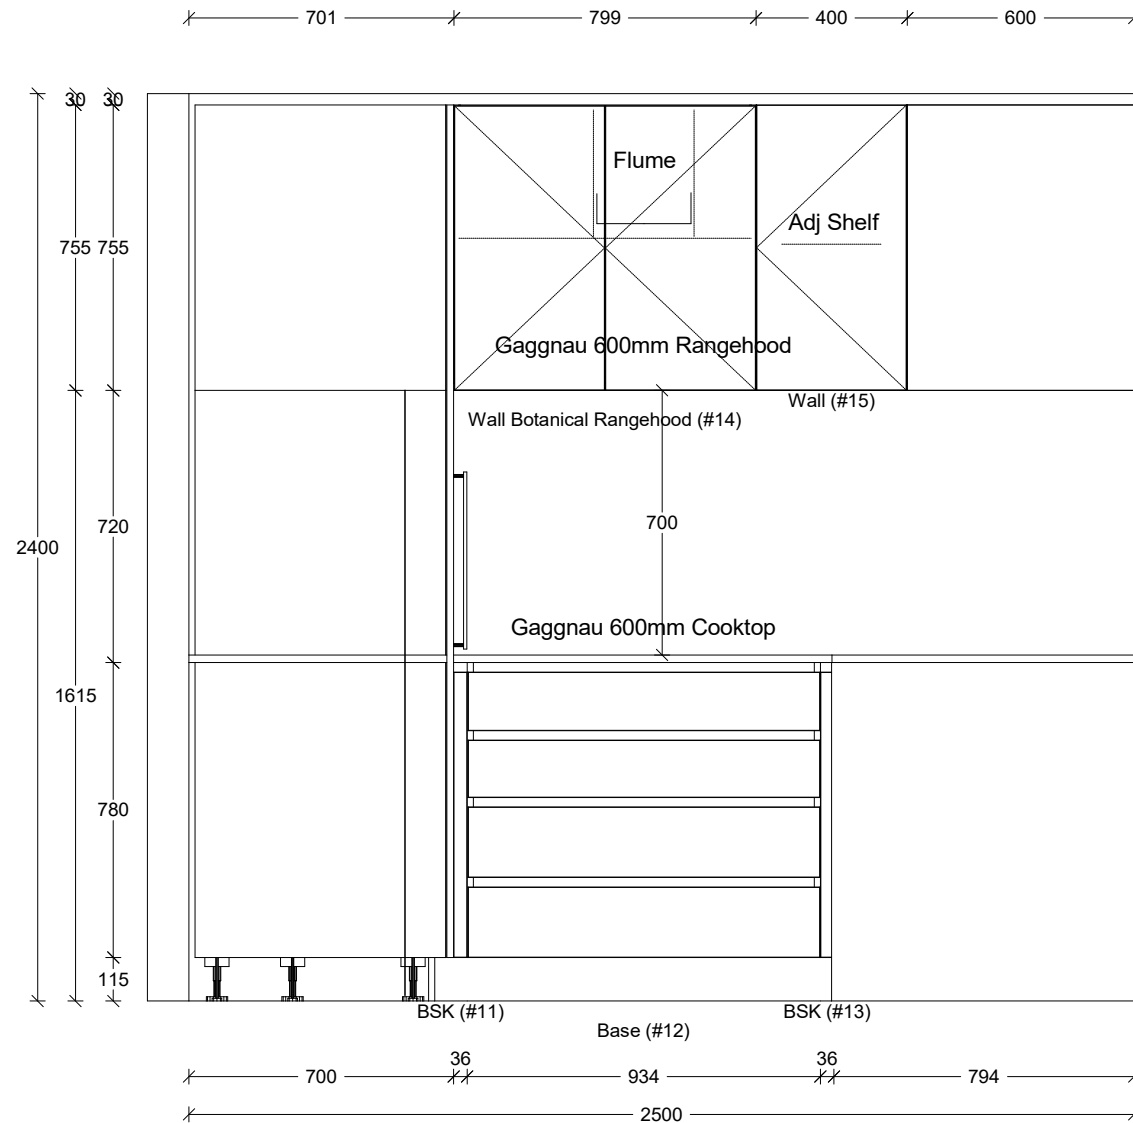 701 799 400 600
30 30
Flume
Adj Shelf
755 755
Gaggnau 600mm Rangehood
Wall (#15)
Wall Botanical Rangehood (#14)
700
720
2400
Gaggnau 600mm Cooktop
1615
780
115
BSK (#11) BSK (#13)
Base (#12)
36 36
700 934 794
2500